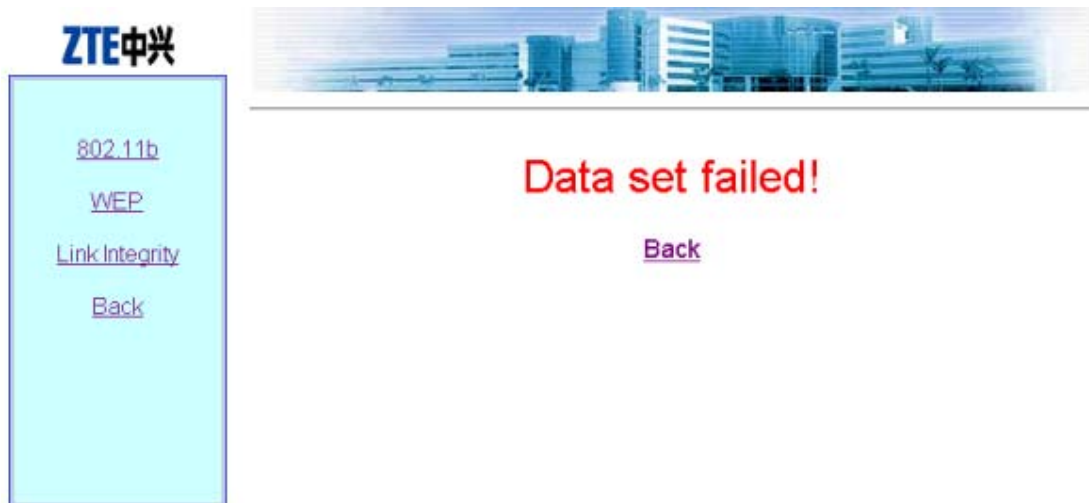 ZTE中兴
802.11b
WEP
Link Integrity
Back
Data set failed!
Back